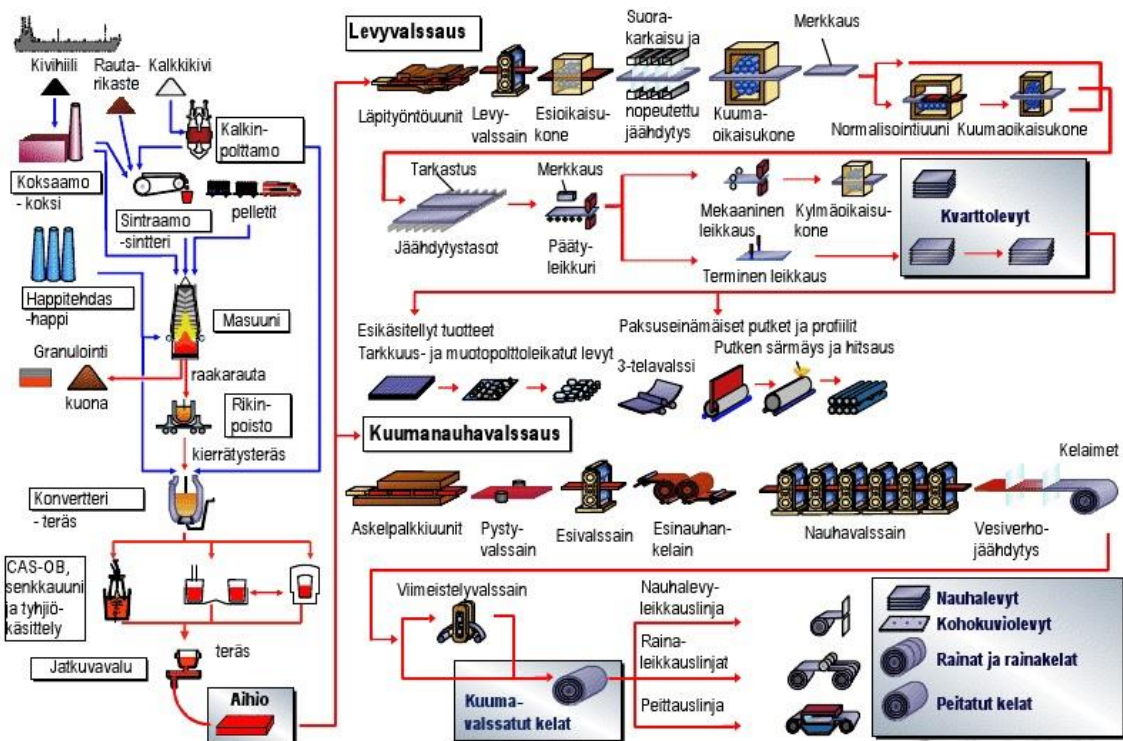 Kivihiili
Rauta-
rikaste
Kalkkikivi
Kalkin-
polttamo
Koksaamo
- koksi
Sintraamo
-sintteri
pelletit
Happitehdas
-happi
Masuuni
Granulointi
kuona
raakarauta
Rikin-
poisto
kierrätysteräs
Konvertteri
- teräs
CAS-OB,
senkkauuni
ja tyhjiö-
käsittely
Jatkuvavalu
teräs
Aihio
Levyvalssaus
Läpityöntöuunit
Levy-
valssain
Esioikaisu-
kone
Suora-
karkaisu ja
nopeutettu
jäähdytys
Kuuma-
oikaisukone
Merkkaus
Normalisointiuuni
Kuumaoikaisukone
Tarkastus
Jäähdytystasot
Merkkaus
Pääty-
leikkuri
Mekaaninen
leikkaus
Kylmäoikaisu-
kone
Terminen leikkaus
Kvarttolevyt
Esikäsitellyt tuotteet
Tarkkuus- ja muotopolttoleikatut levyt
Paksuseinämäiset putket ja profiilit
3-telavalssi
Putken särmäys ja hitsaus
Kuumanauhavalssaus
Askelpalkkiuunit
Pysty-
valssain
Esivalssain
Esinauhan-
kelain
Nauhavalssain
Vesiverho-
jäähdytys
Kelaimet
Viimeistelyvalssain
Kuuma-
valssatut kelat
Nauhalevy-
leikkauslinja
Raina-
leikkauslinjat
Peittauslinja
Nauhalevyt
Kohokuviolevyt
Rainat ja rainakelat
Peitatut kelat